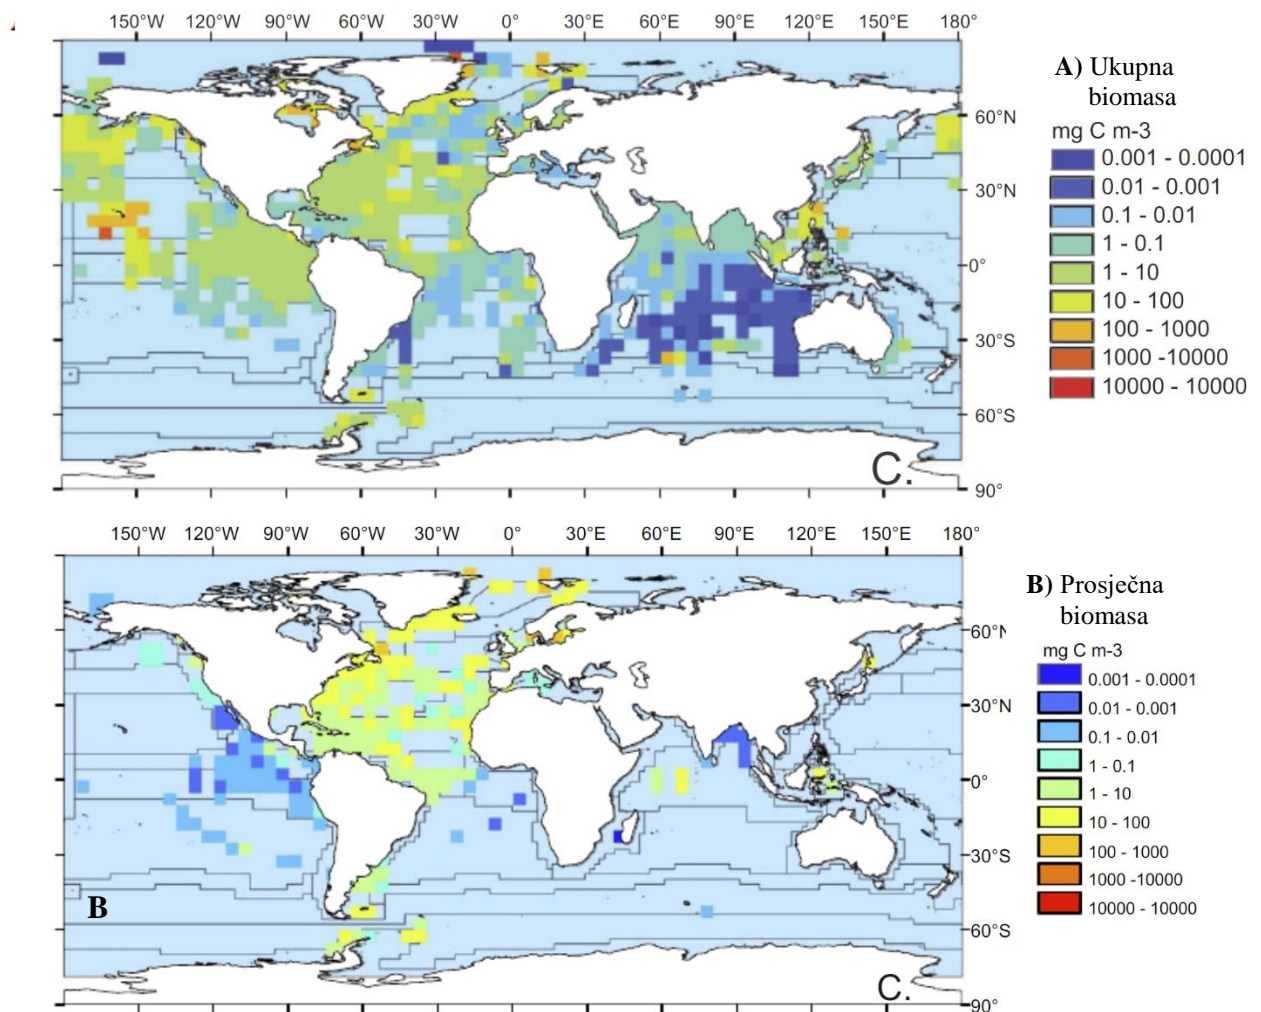 150°W 120°W 90°W 60°W 30°W 0° 30°E 60°E 90°E 120°E 150°E 180°
A) Ukupna
biomasa
mg C m-3
0.001 - 0.0001
0.01 - 0.001
0.1 - 0.01
1 - 0.1
1 - 10
10 - 100
100 - 1000
1000 -10000
10000 - 10000
60°N
30°N
0°
30°S
60°S
90°
C.
150°W 120°W 90°W 60°W 30°W 0° 30°E 60°E 90°E 120°E 150°E 180°
B) Prosječna
biomasa
mg C m-3
0.001 - 0.0001
0.01 - 0.001
0.1 - 0.01
1 - 0.1
1 - 10
10 - 100
100 - 1000
1000 -10000
10000 - 10000
60°N
30°N
0°
30°S
60°S
90°
B
C.